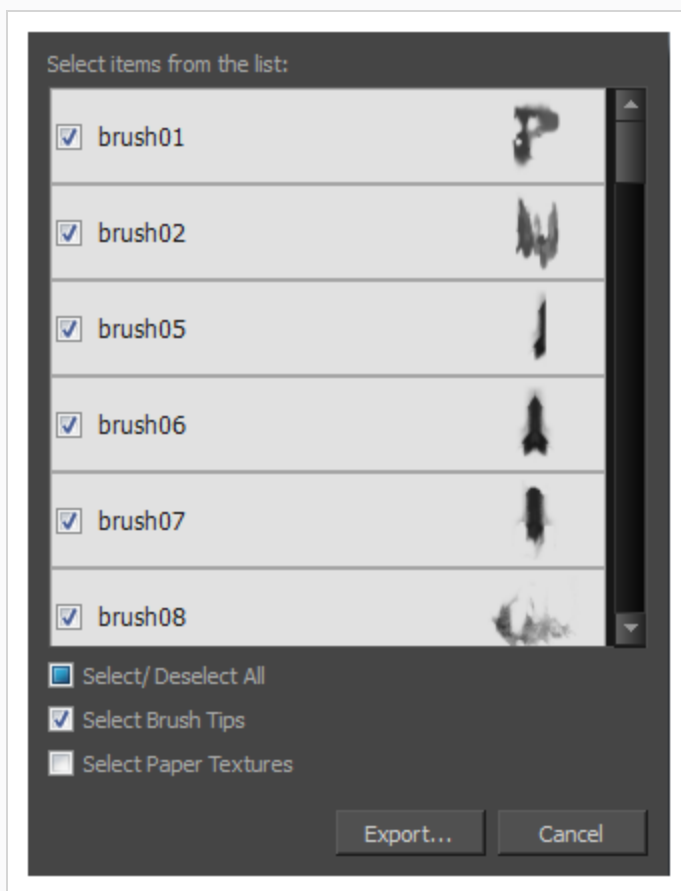 Select items from the list:
brush01
brush02
brush05
brush06
brush07
brush08
Select/ Deselect All
Select Brush Tips
Select Paper Textures
Export... Cancel